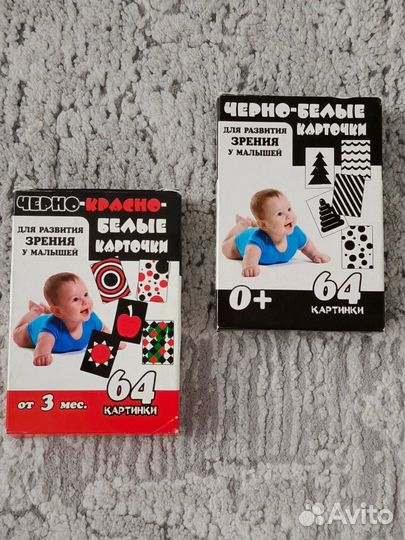 ЧЕРНО-БЕЛЫЕ
КАРТОЧКИ
ДЛЯ РАЗВИТИЯ
ЗРЕНИЯ
У МАЛЫШЕЙ
0+
64
КАРТИНКИ
ЧЕРНО-КРАСНО-
БЕЛЫЕ
КАРТОЧКИ
ДЛЯ РАЗВИТИЯ
ЗРЕНИЯ
У МАЛЫШЕЙ
от 3 мес.
64
КАРТИНКИ
Avito